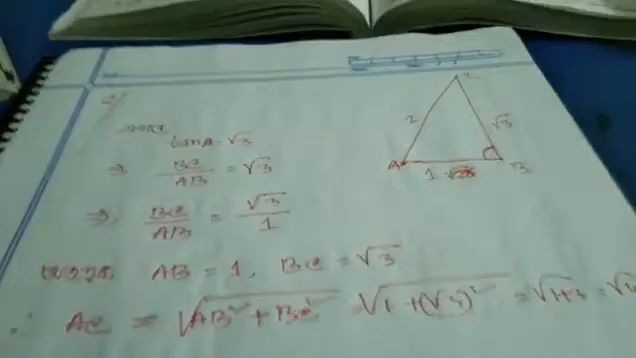 tanA = √3
⇒ BC/AB = √3
⇒ BC/AB = √3/1
AB = 1, BC = √3
∴ AC = √AB² + BC² = √1 + (√3)² = √1+3 =
2
√3
A
1
B